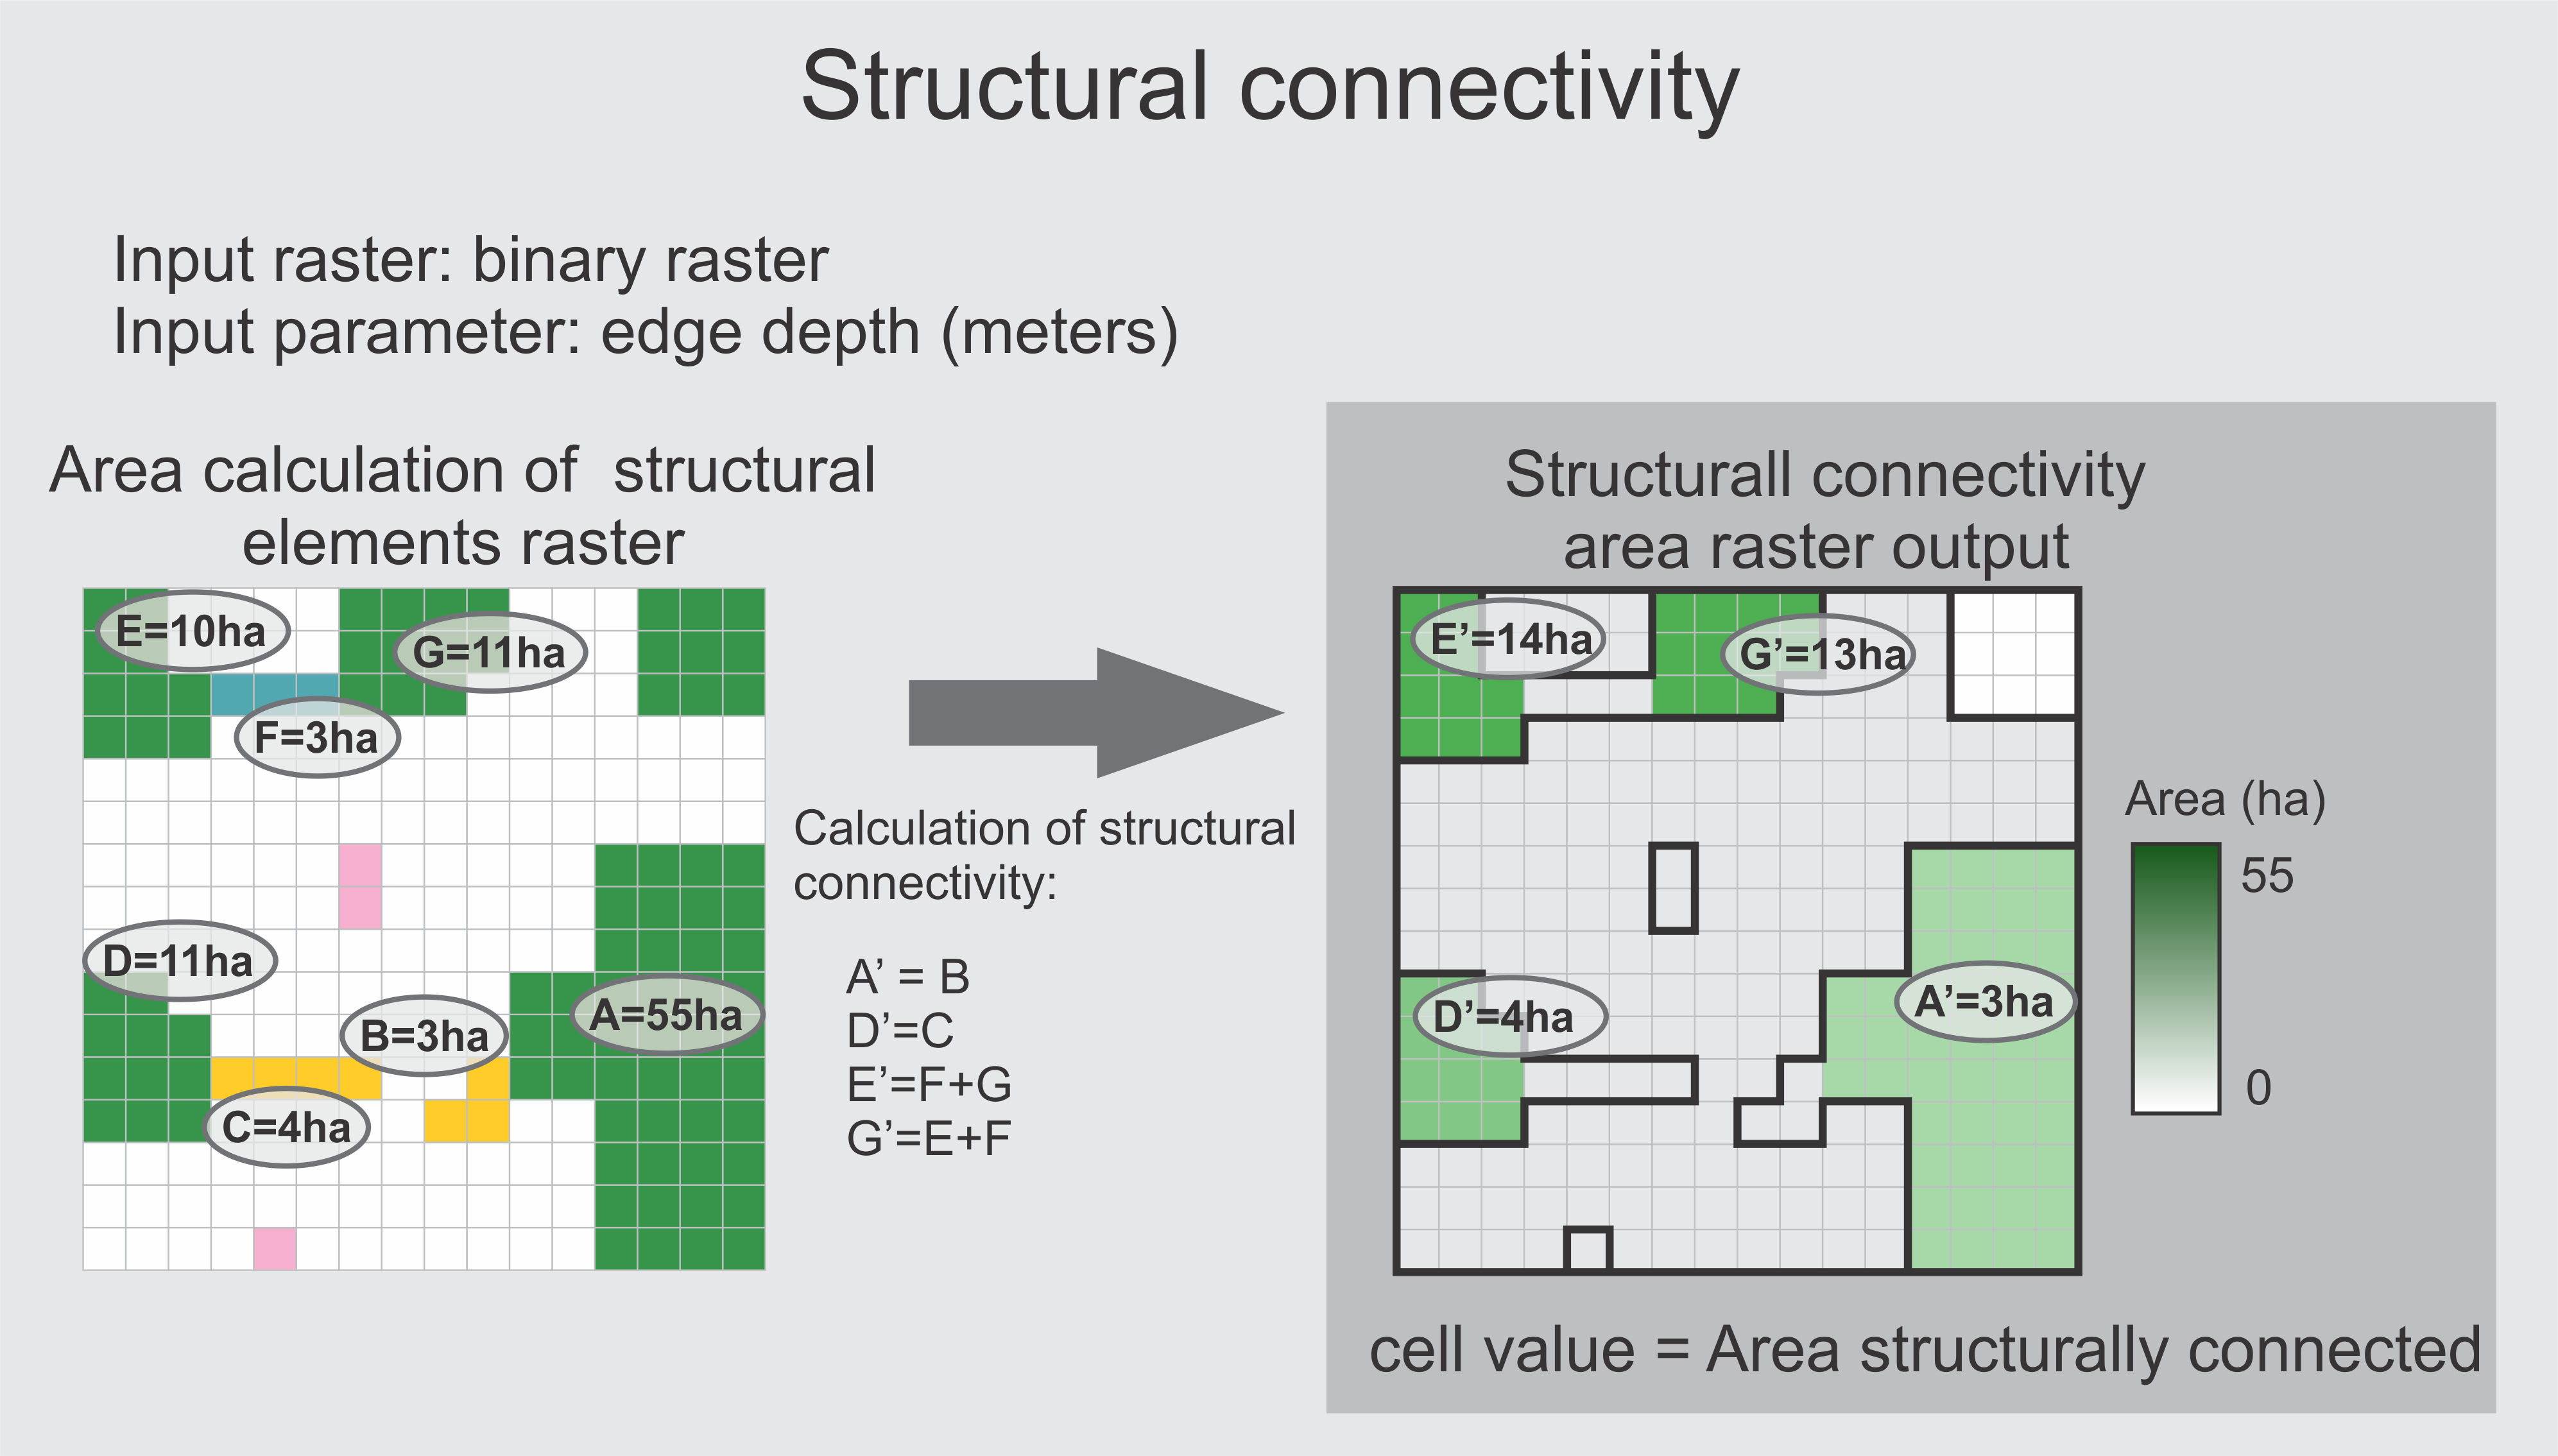 Structural connectivity
Input raster: binary raster
Input parameter: edge depth (meters)
Area calculation of  structural
elements raster
E=10ha
G=11ha
F=3ha
D=11ha
B=3ha
A=55ha
C=4ha
Calculation of structural
connectivity:
A’ = B
D’=C
E’=F+G
G’=E+F
Structurall connectivity
area raster output
E’=14ha
G’=13ha
D’=4ha
A’=3ha
Area (ha)
55
0
cell value = Area structurally connected